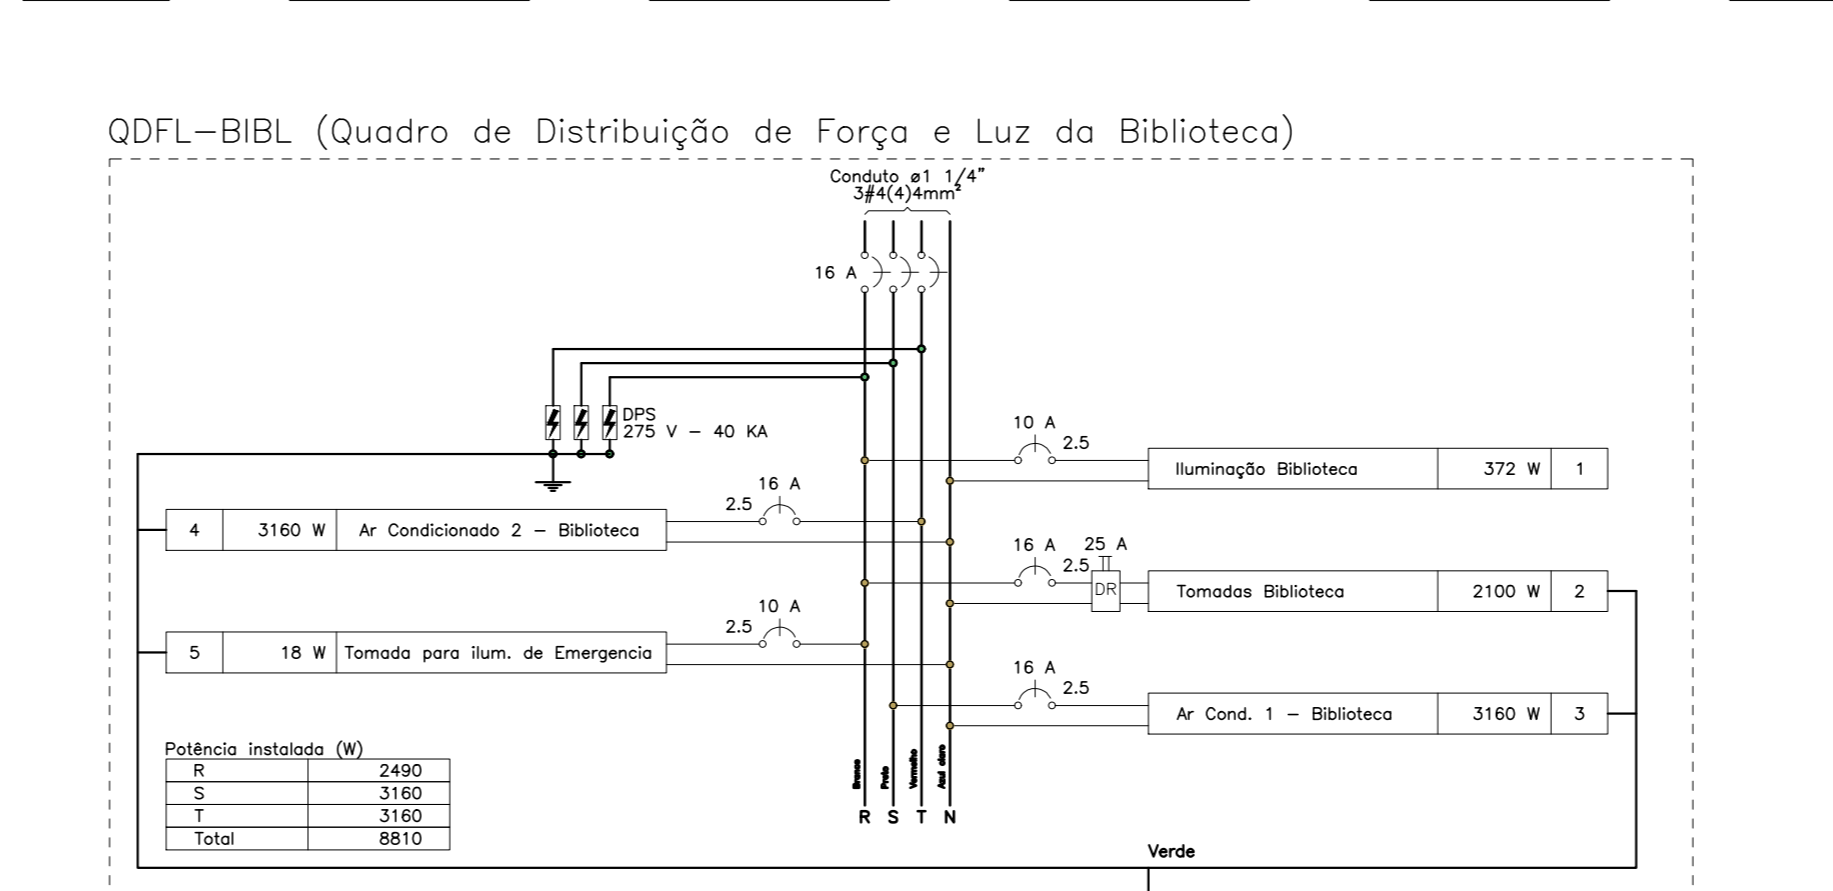 QDFL-BIBL (Quadro de Distribuição de Força e Luz da Biblioteca)
Conduto ø1 1/4"
3#4(4)4mm²
16 A
DPS
275 V - 40 KA
10 A
2.5
Iluminação Biblioteca 372 W 1
16 A
2.5
4 3160 W Ar Condicionado 2 - Biblioteca
16 A 25 A
2.5
DR
Tomadas Biblioteca 2100 W 2
10 A
2.5
5 18 W Tomada para ilum. de Emergencia
16 A
2.5
Ar Cond. 1 - Biblioteca 3160 W 3
Potência instalada (W)
R 2490
S 3160
T 3160
Total 8810
Branco
Preto
Vermelho
Azul claro
R S T N
Verde